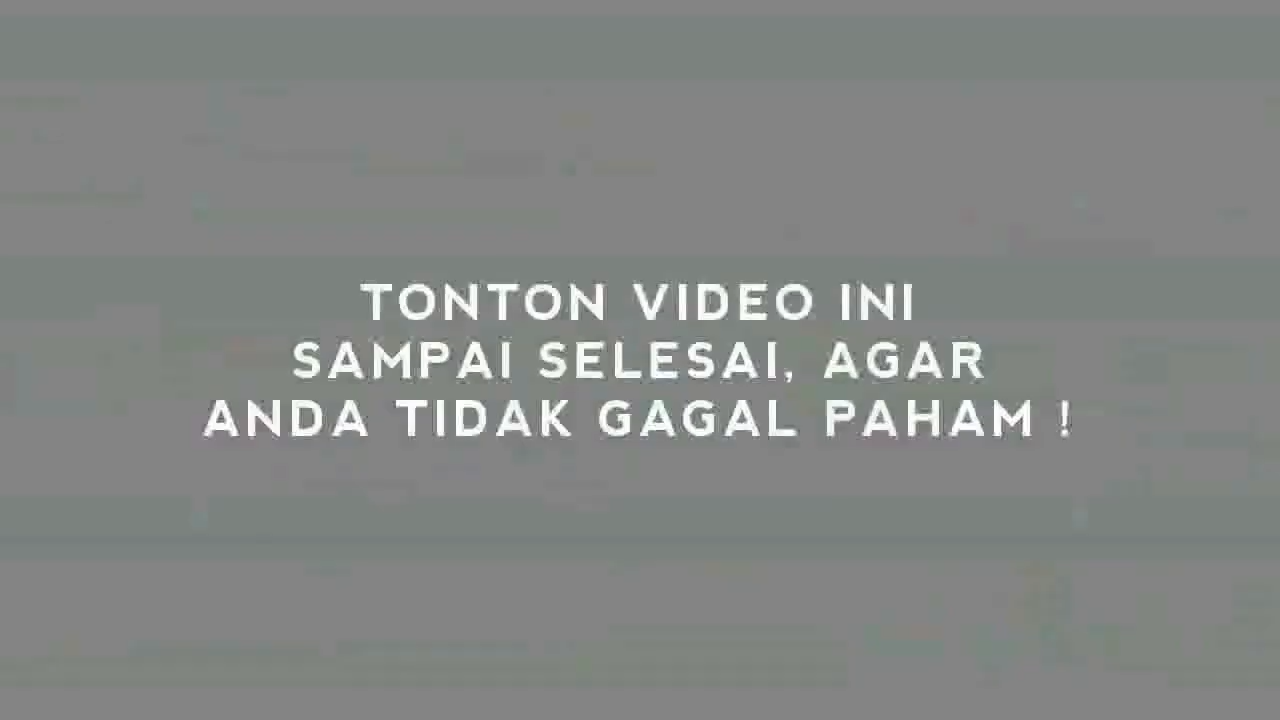 TONTON VIDEO INI
SAMPAI SELESAI, AGAR
ANDA TIDAK GAGAL PAHAM !